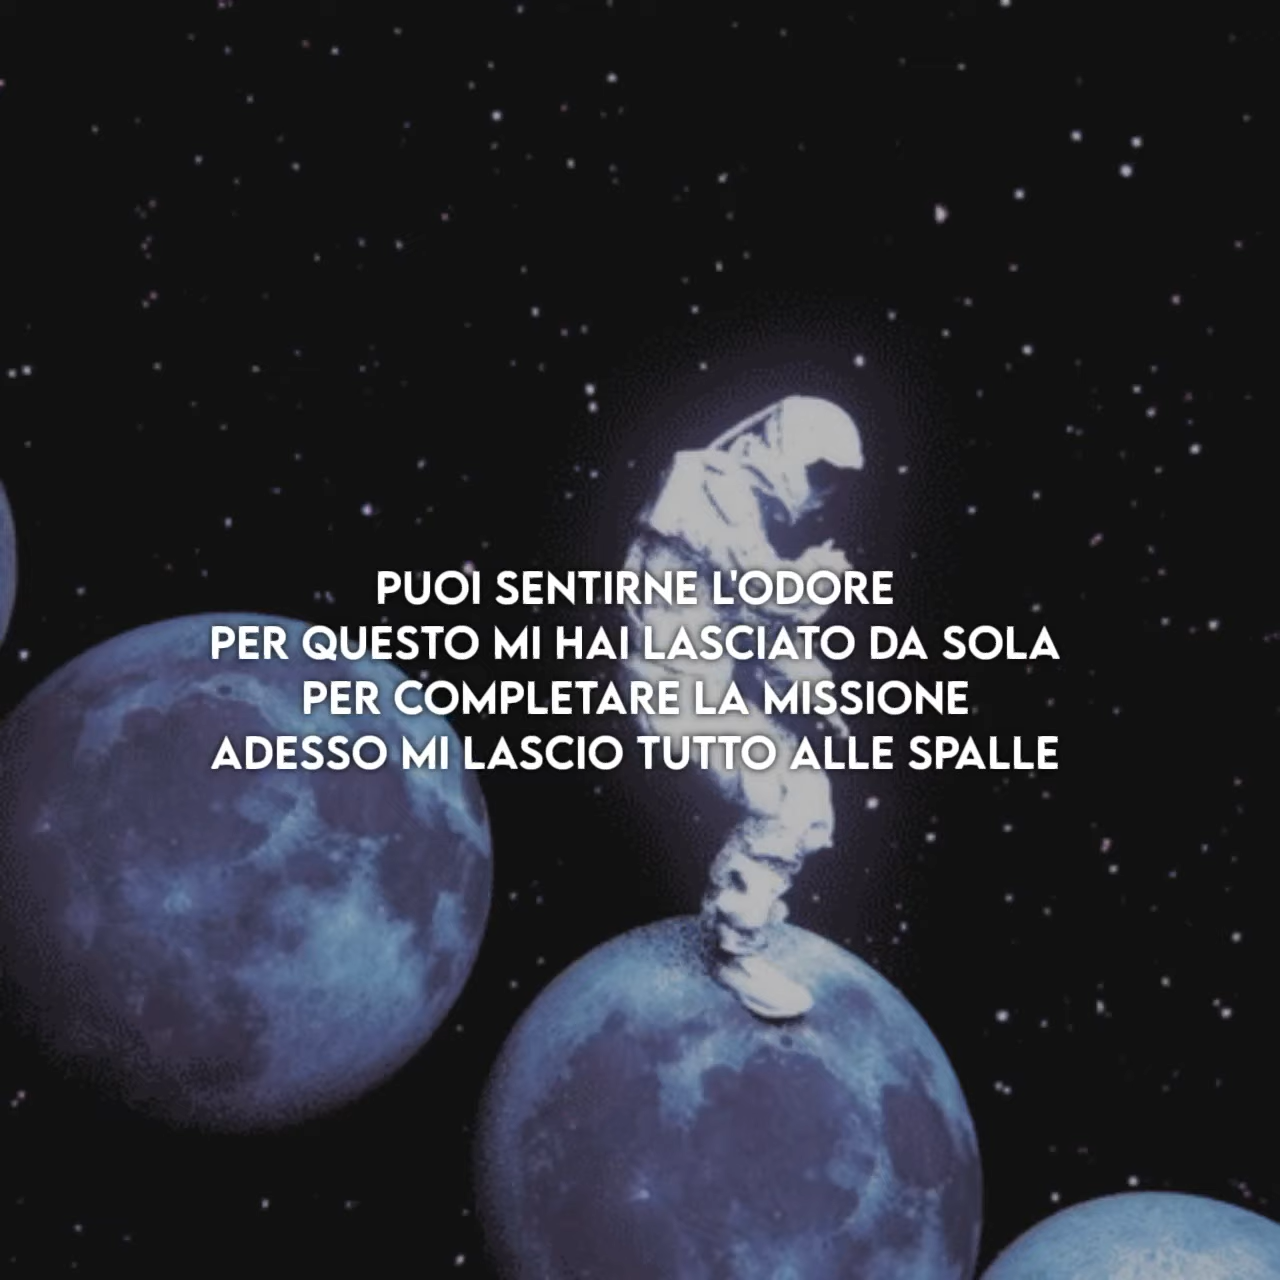 PUOI SENTIRNE L'ODORE
PER QUESTO MI HAI LASCIATO DA SOLA
PER COMPLETARE LA MISSIONE
ADESSO MI LASCIO TUTTO ALLE SPALLE